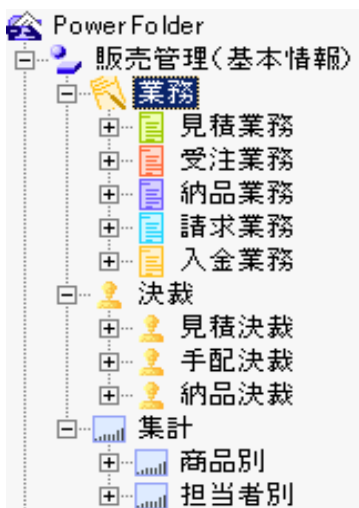 PowerFolder
販売管理(基本情報)
業務
見積業務
受注業務
納品業務
請求業務
入金業務
決裁
見積決裁
手配決裁
納品決裁
集計
商品別
担当者別